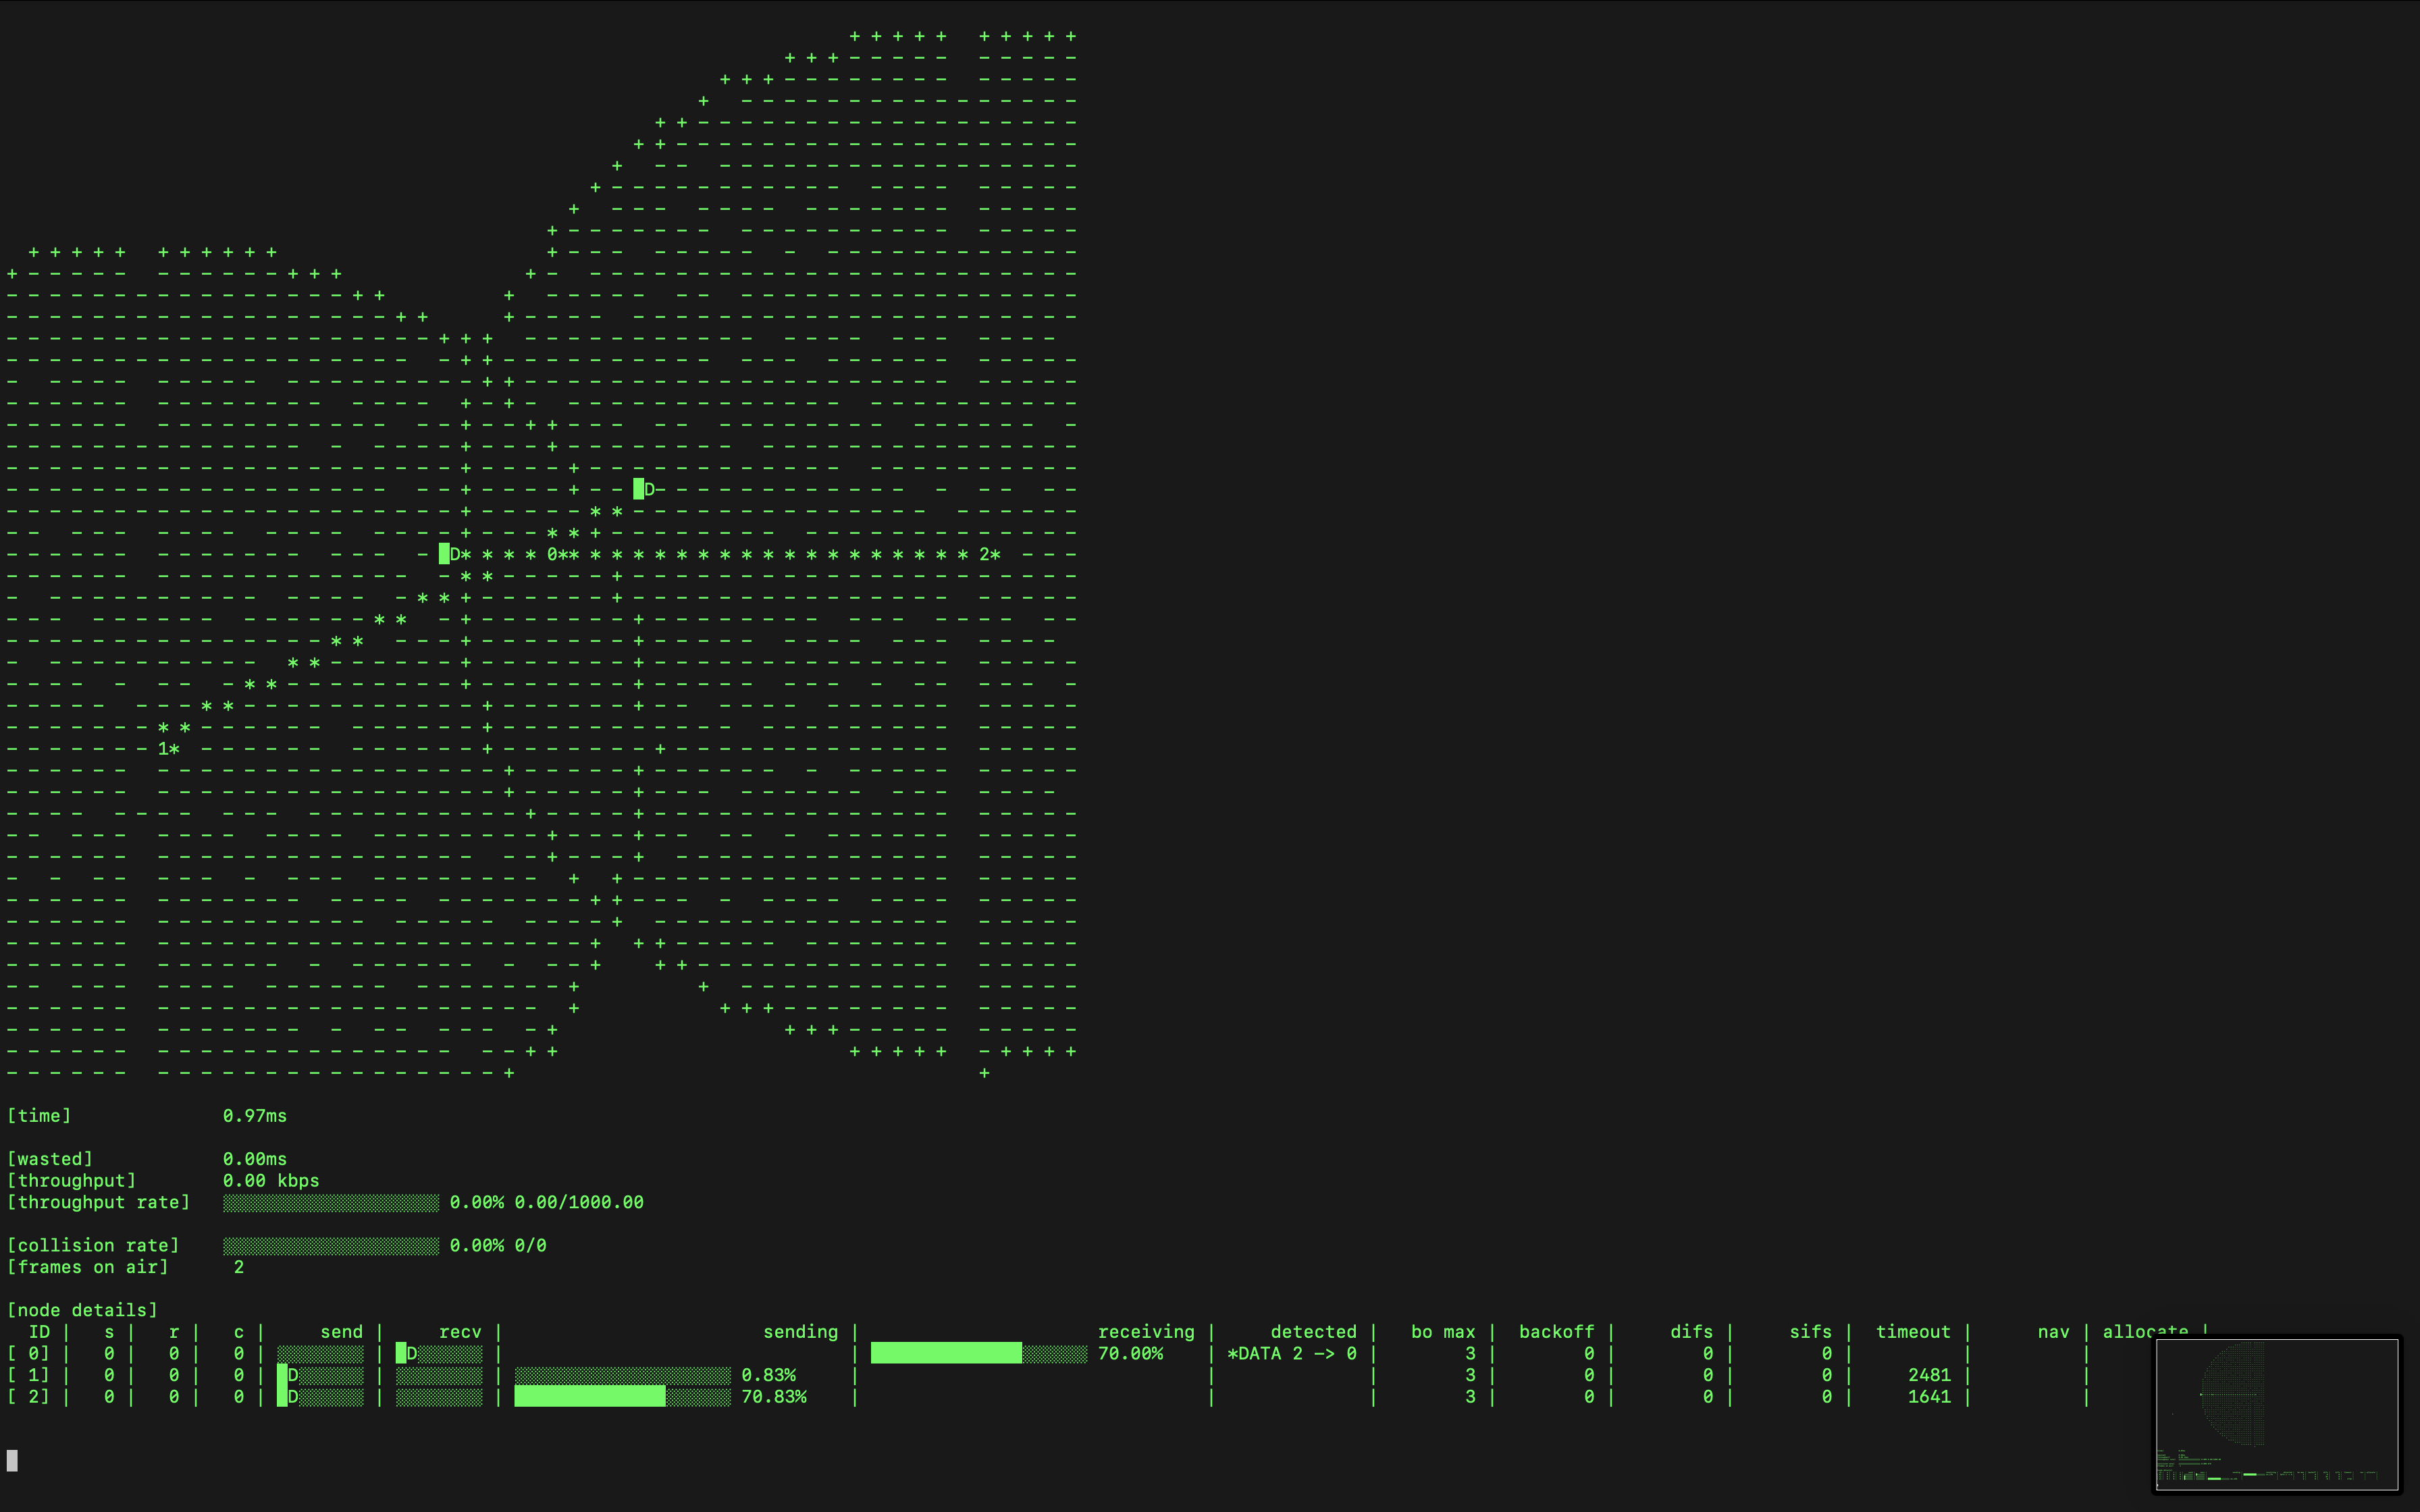 D
D 0 2
1
[time] 0.97ms
[wasted] 0.00ms
[throughput] 0.00 kbps
[throughput rate] 0.00% 0.00/1000.00
[collision rate] 0.00% 0/0
[frames on air] 2
[node details]
ID | s | r | c | send | recv | sending | receiving | detected | bo max | backoff | difs | sifs | timeout | nav | allocate |
[ 0] | 0 | 0 | 0 | | D | | 70.00% | *DATA 2 -> 0 | 3 | 0 | 0 | 0 | | |
[ 1] | 0 | 0 | 0 | D | | 0.83% | | | 3 | 0 | 0 | 0 | 2481 | |
[ 2] | 0 | 0 | 0 | D | | 70.83% | | | 3 | 0 | 0 | 0 | 1641 | |